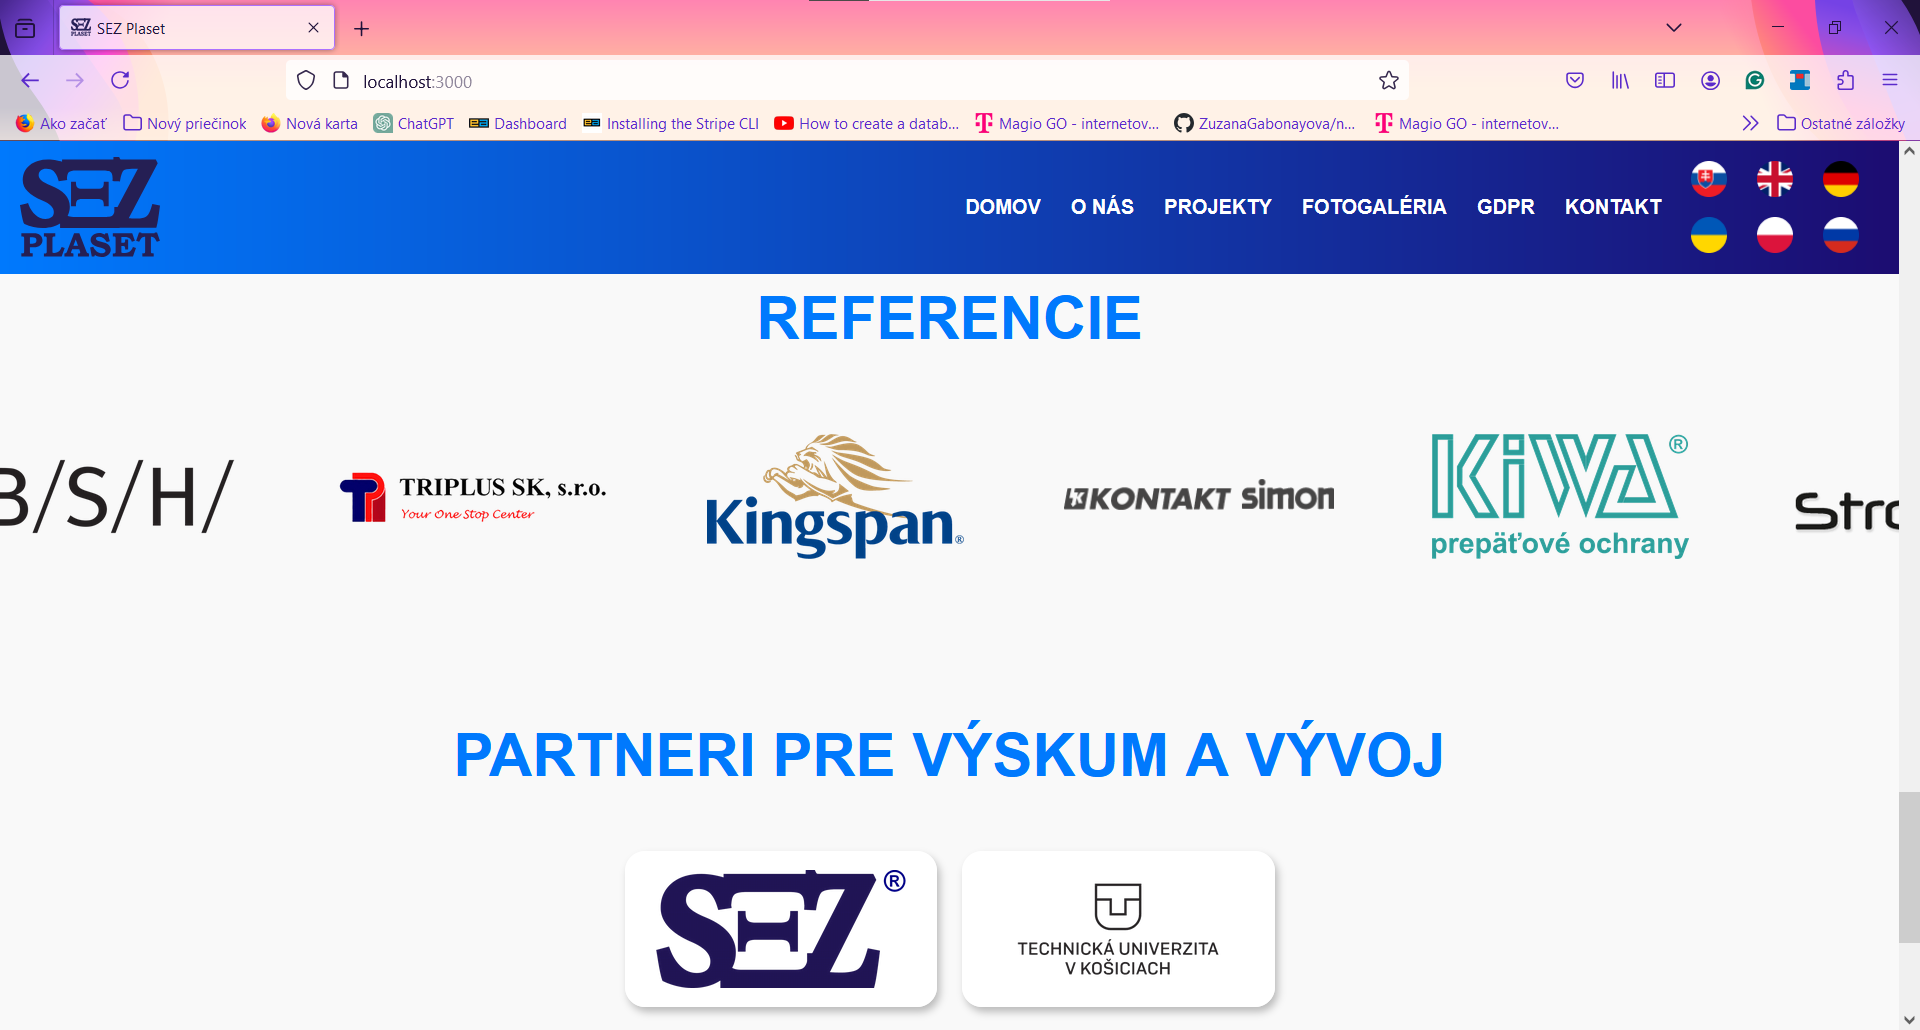 SEZ Plaset
localhost:3000
Ako začať
Nový priečinok
Nová karta
ChatGPT
Dashboard
Installing the Stripe CLI
How to create a datab...
Magio GO - internetov...
ZuzanaGabonayova/n...
Magio GO - internetov...
Ostatné záložky
SEZ
PLASET
DOMOV
O NÁS
PROJEKTY
FOTOGALÉRIA
GDPR
KONTAKT
REFERENCIE
B/S/H/
TRIPLUS SK, s.r.o.
Your One Stop Center
Kingspan®
KONTAKT simon
KiWA®
prepäťové ochrany
Stro
PARTNERI PRE VÝSKUM A VÝVOJ
SEZ®
TECHNICKÁ UNIVERZITA
V KOŠICIACH